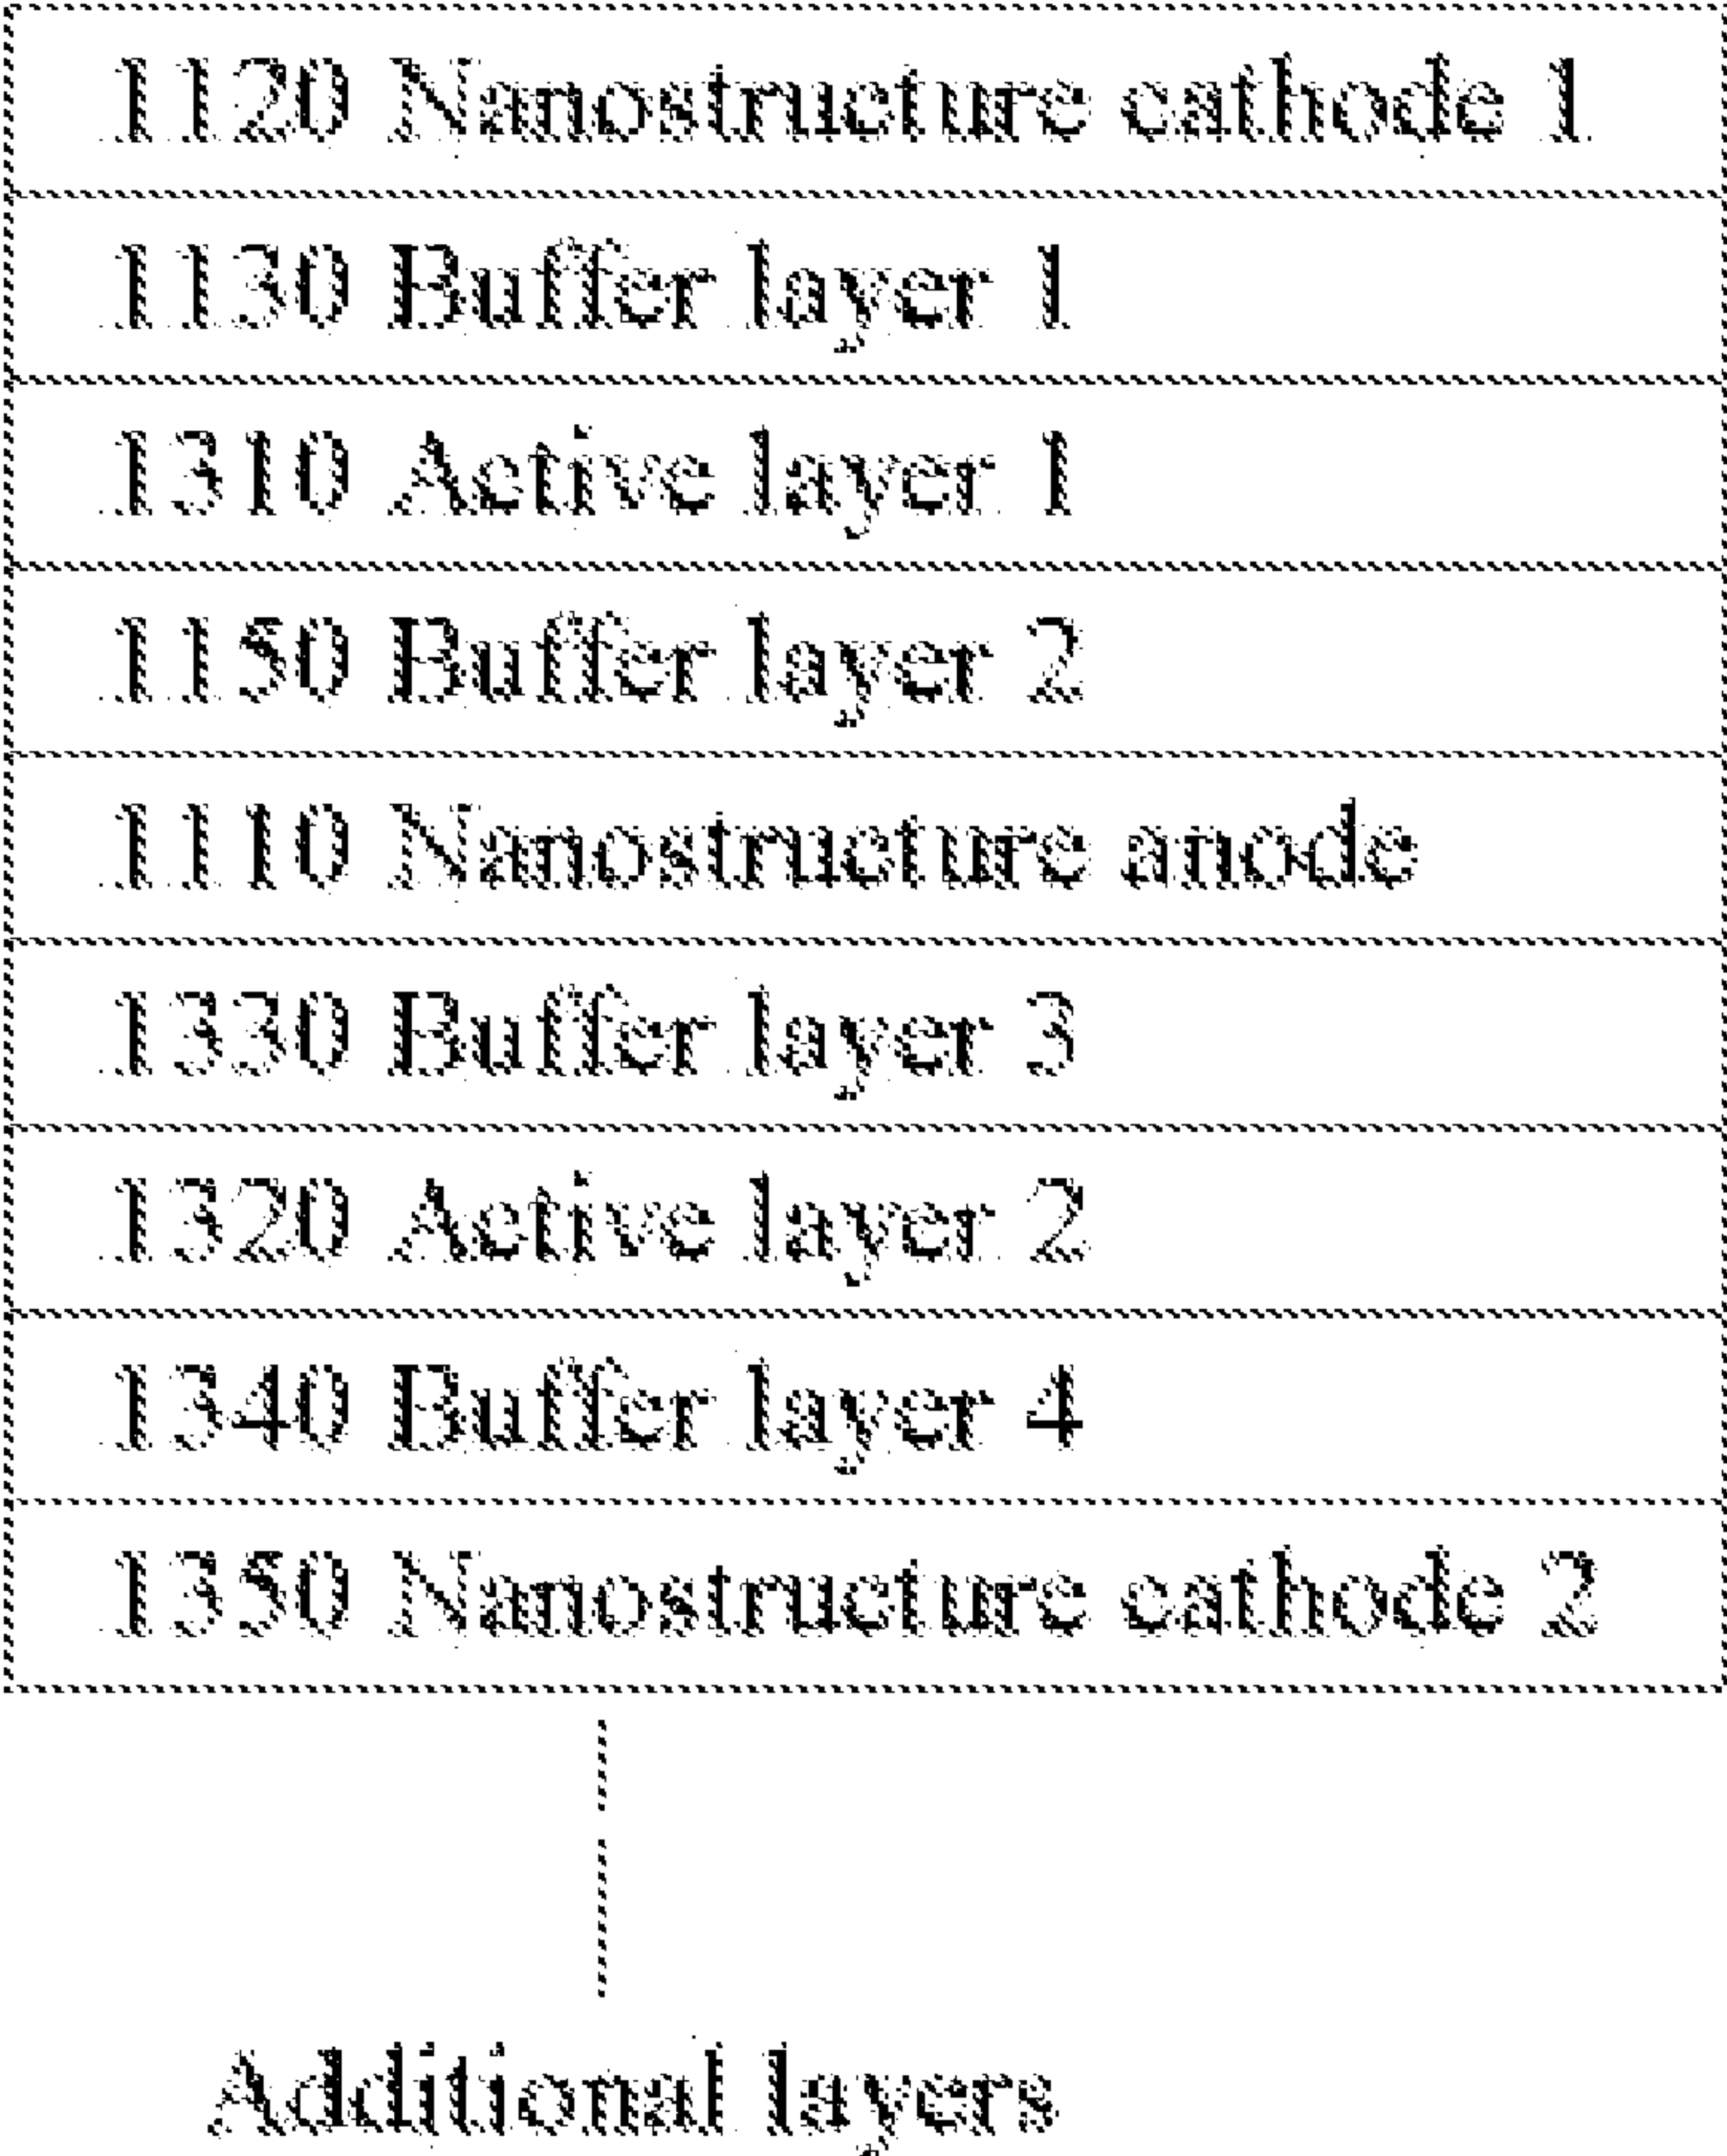 1120 Nanostructure cathode 1
1130 Buffer layer 1
1310 Active layer 1
1150 Buffer layer 2
1110 Nanostructure anode
1330 Buffer layer 3
1320 Active layer 2
1340 Buffer layer 4
1350 Nanostructure cathode 2
Additional layers